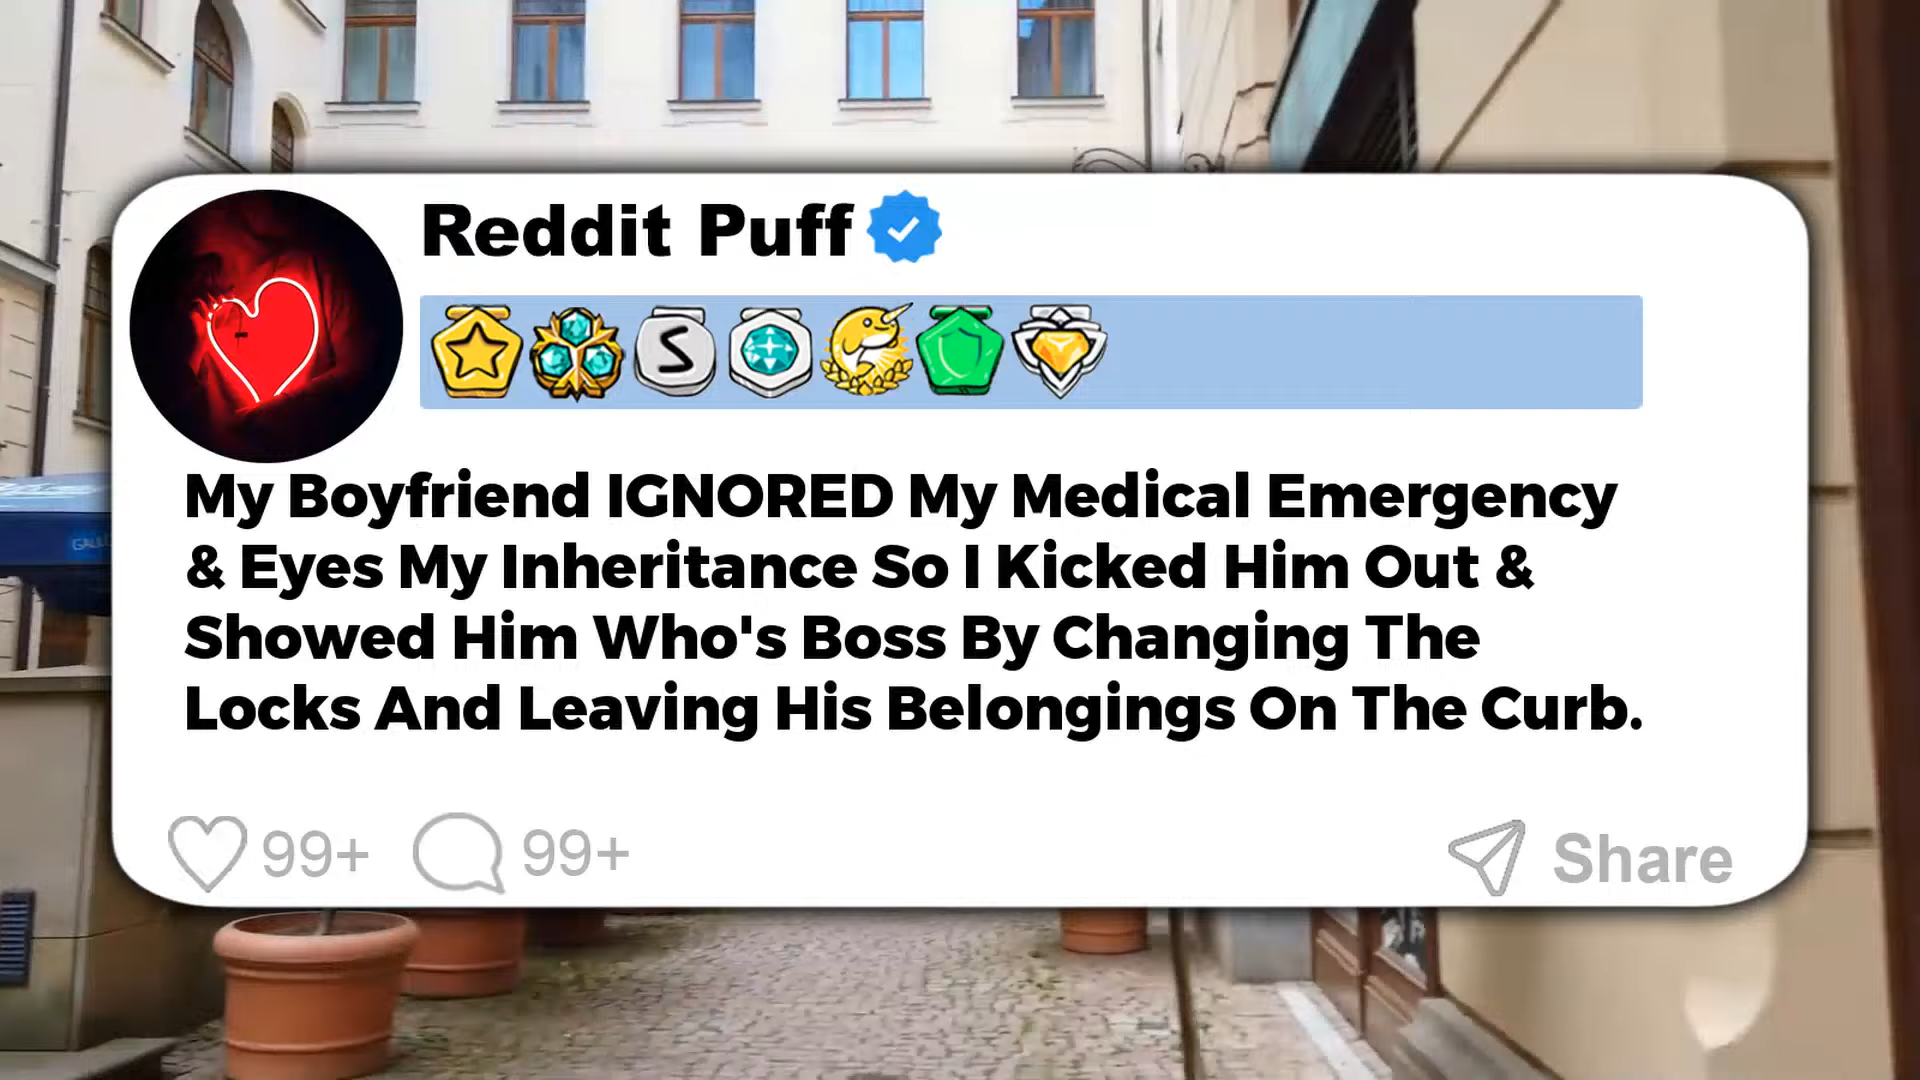 Reddit Puff
S
My Boyfriend IGNORED My Medical Emergency
& Eyes My Inheritance So I Kicked Him Out &
Showed Him Who's Boss By Changing The
Locks And Leaving His Belongings On The Curb.
99+ 99+ Share